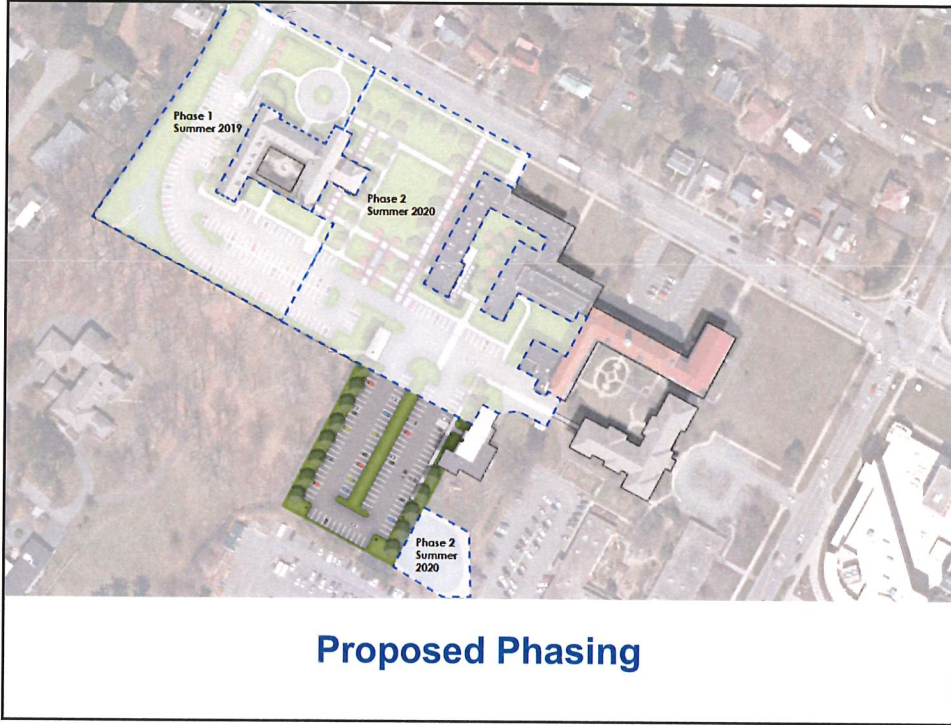 Phase 1
Summer 2019
Phase 2
Summer 2020
Phase 2
Summer
2020
Proposed Phasing